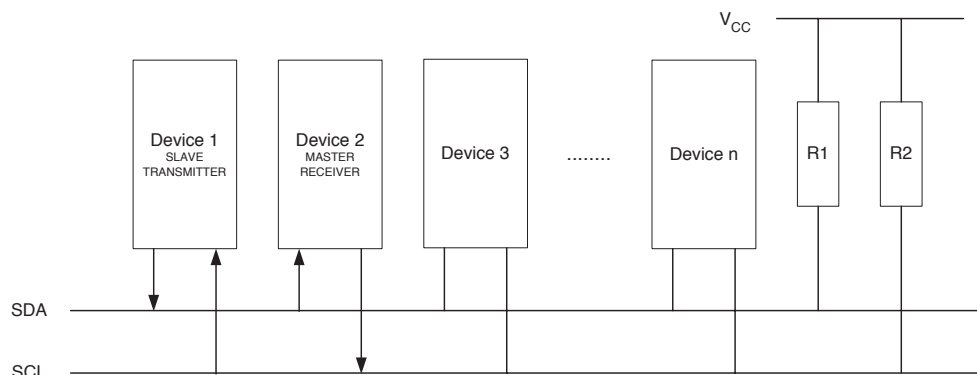 VCC
Device 1
SLAVE
TRANSMITTER
Device 2
MASTER
RECEIVER
Device 3
........
Device n
R1
R2
SDA
SCL